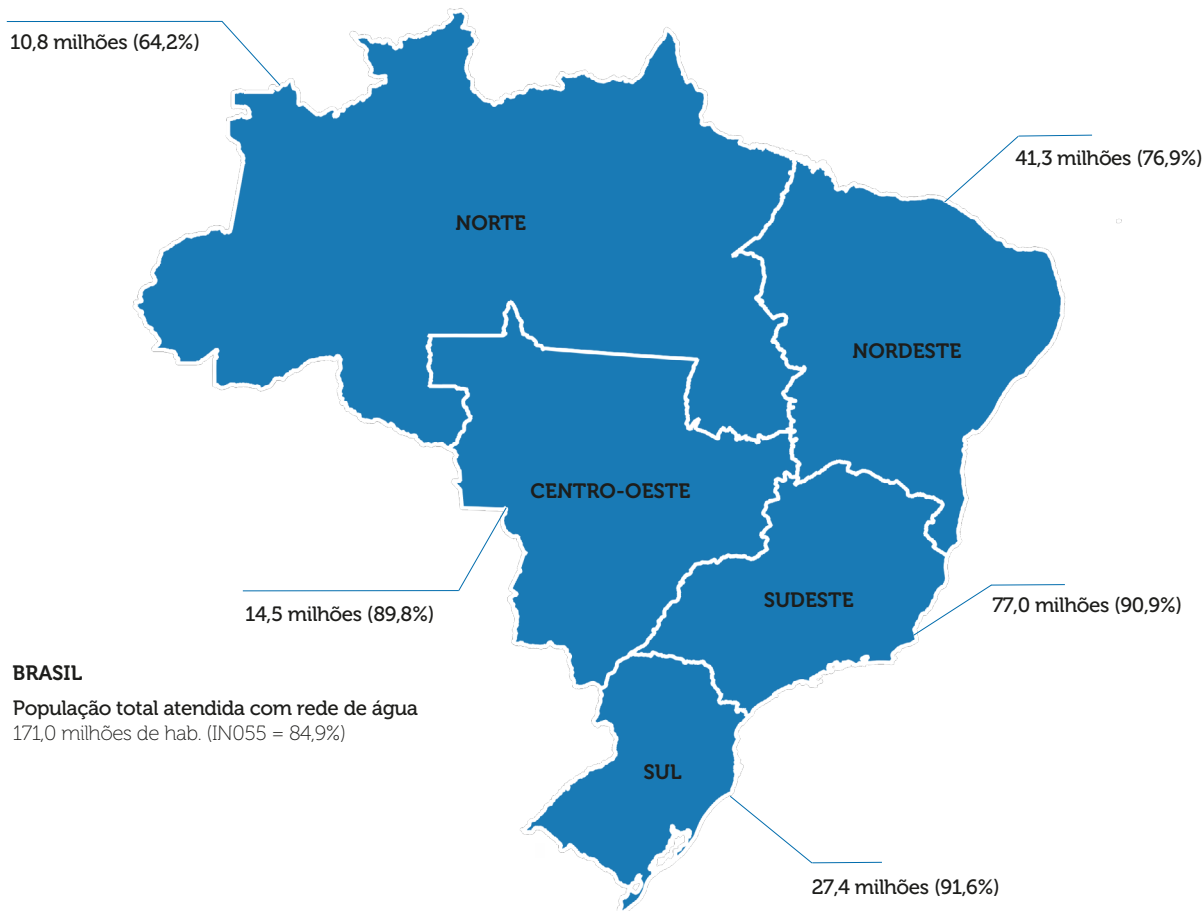 10,8 milhões (64,2%)
41,3 milhões (76,9%)
NORTE
NORDESTE
CENTRO-OESTE
SUDESTE
14,5 milhões (89,8%)
77,0 milhões (90,9%)
BRASIL
População total atendida com rede de água
171,0 milhões de hab. (IN055 = 84,9%)
SUL
27,4 milhões (91,6%)